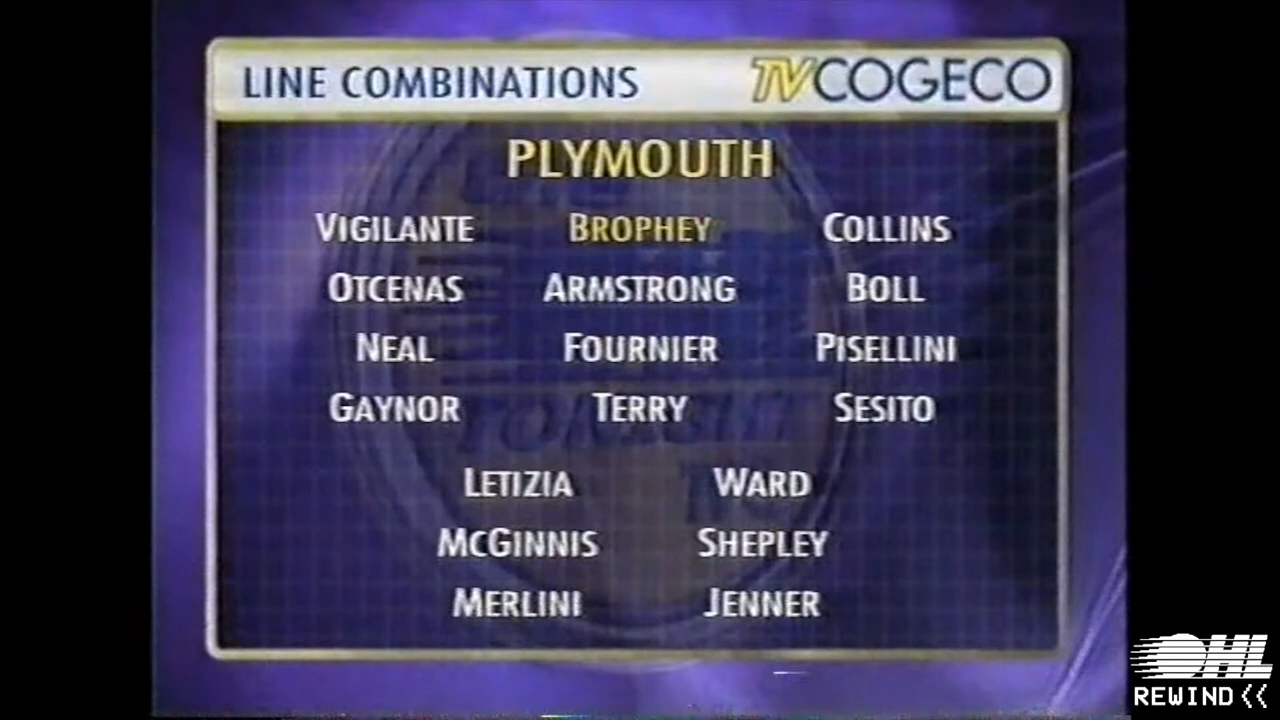 LINE COMBINATIONS TVCOGECO
PLYMOUTH
VIGILANTE BROPHEY COLLINS
OTCENAS ARMSTRONG BOLL
NEAL FOURNIER PISELLINI
GAYNOR TERRY SESITO
LETIZIA WARD
MCGINNIS SHEPLEY
MERLINI JENNER
OHL
REWIND